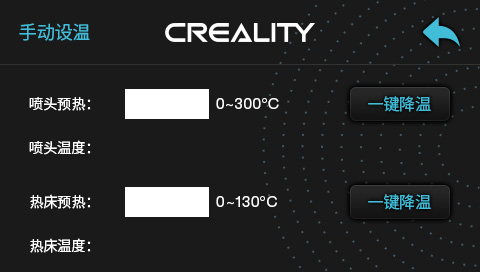 手动设温
CREALITY
喷头预热： 0~300°C 一键降温
喷头温度：
热床预热： 0~130°C 一键降温
热床温度：